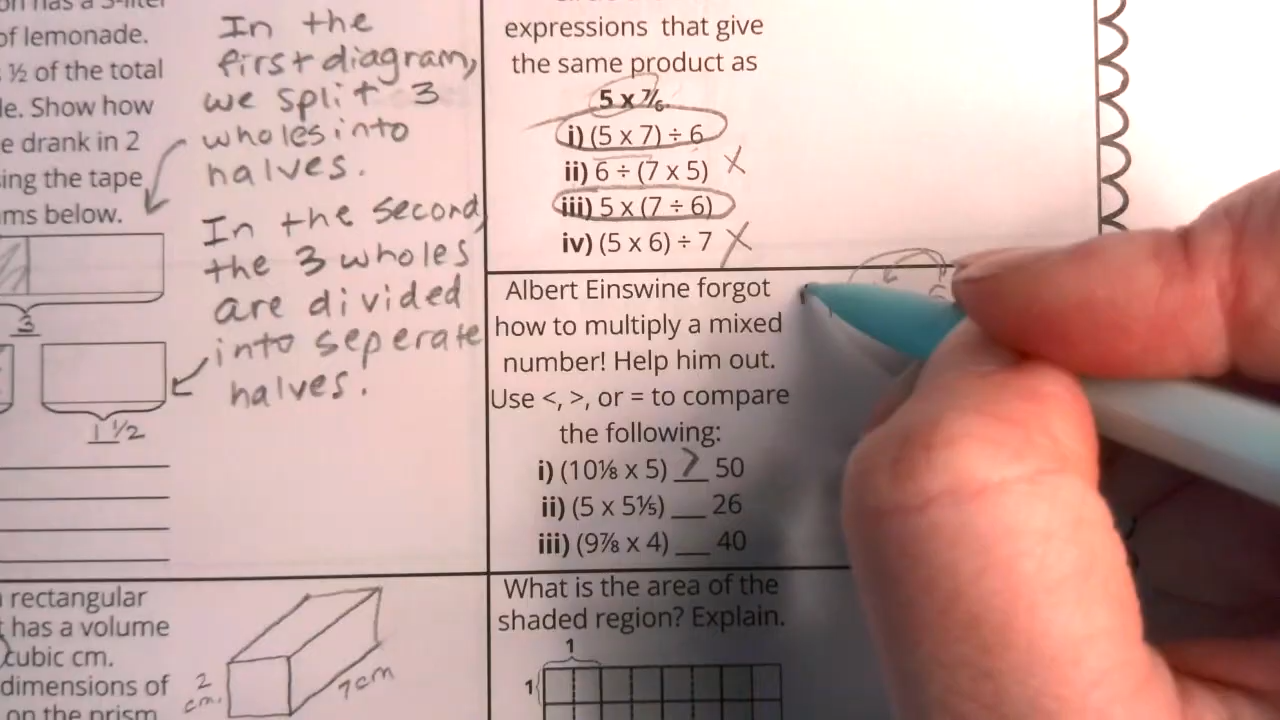 of lemonade.
½ of the total
le. Show how
e drank in 2
ing the tape
ms below.
In the
first diagram,
we split 3
wholes into
halves.
In the second,
the 3 wholes
are divided
into seperate
halves.
3
1 ½
expressions that give
the same product as
5 x 7/6
i) (5 x 7) ÷ 6
ii) 6 ÷ (7 x 5) X
iii) 5 x (7 ÷ 6)
iv) (5 x 6) ÷ 7 X
Albert Einswine forgot
how to multiply a mixed
number! Help him out.
Use <, >, or = to compare
the following:
i) (10⅛ x 5) > 50
ii) (5 x 5⅕) ___ 26
iii) (9⅞ x 4) ___ 40
rectangular
has a volume
cubic cm.
dimensions of
on the prism
2
cm.
7cm
What is the area of the
shaded region? Explain.
1
1